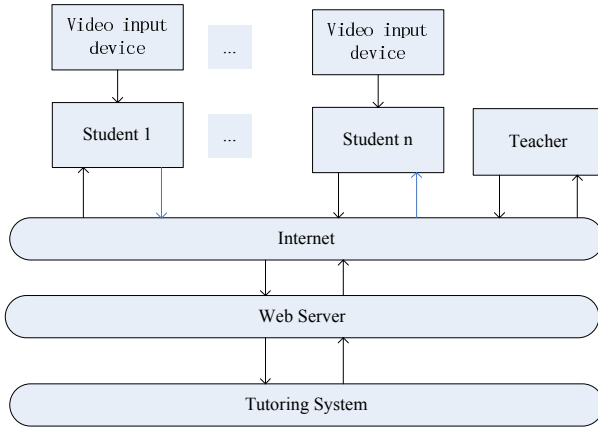 Video input
device
...
Video input
device
Student 1
...
Student n
Teacher
Internet
Web Server
Tutoring System